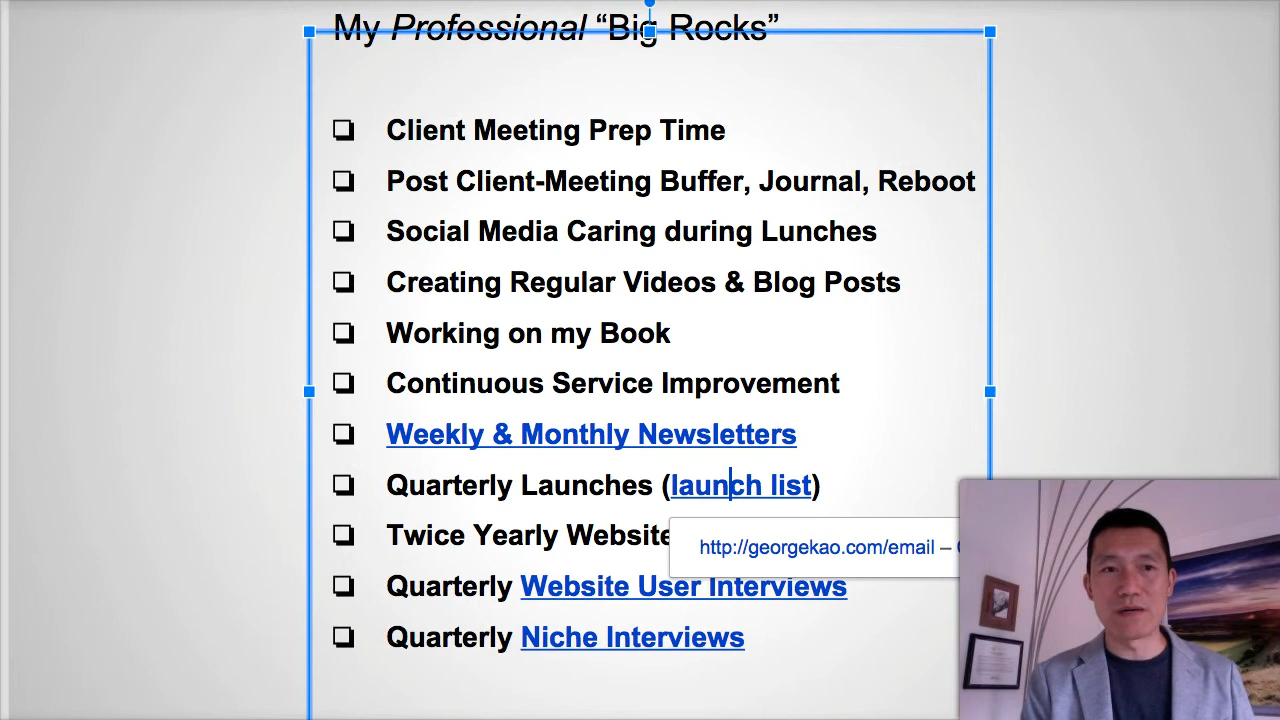 My Professional “Big Rocks”
Client Meeting Prep Time
Post Client-Meeting Buffer, Journal, Reboot
Social Media Caring during Lunches
Creating Regular Videos & Blog Posts
Working on my Book
Continuous Service Improvement
Weekly & Monthly Newsletters
Quarterly Launches (launch list)
Twice Yearly Website
http://georgekao.com/email –
Quarterly Website User Interviews
Quarterly Niche Interviews